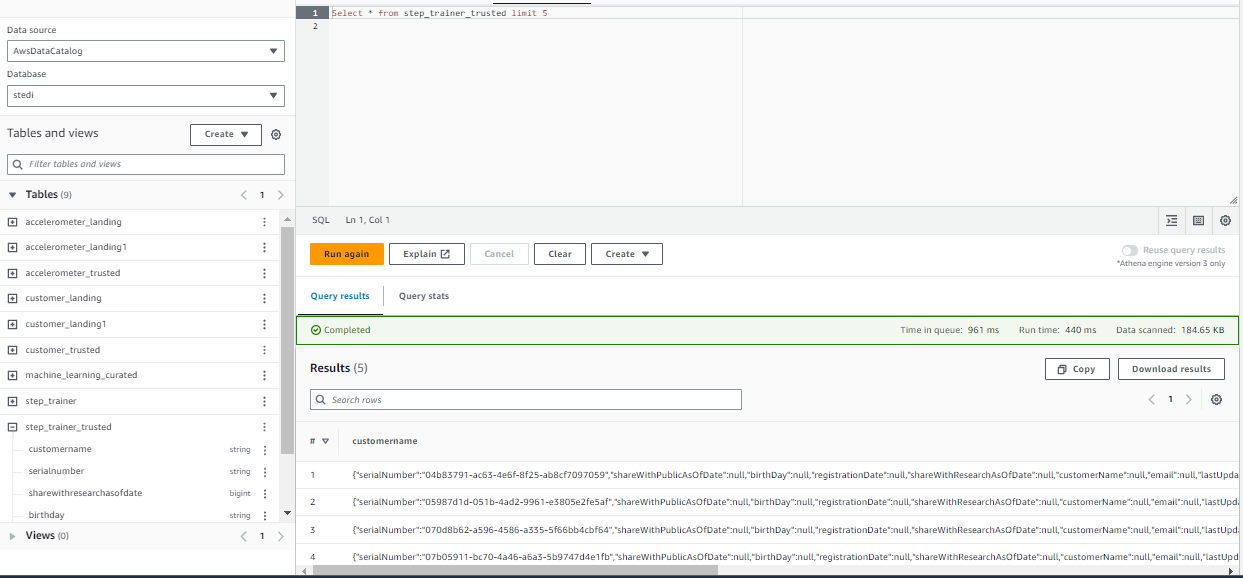 1 Select * from step_trainer_trusted limit 5
2
Data source
AwsDataCatalog
Database
stedi
Tables and views
Create
Filter tables and views
Tables (9)
1
accelerometer_landing
accelerometer_landing1
accelerometer_trusted
customer_landing
customer_landing1
customer_trusted
machine_learning_curated
step_trainer
step_trainer_trusted
customername string
serialnumber string
sharewithresearchasofdate bigint
birthday string
Views (0)
1
SQL Ln 1, Col 1
Run again Explain Cancel Clear Create
Reuse query results
*Athena engine version 3 only
Query results Query stats
Completed Time in queue: 961 ms Run time: 440 ms Data scanned: 184.65 KB
Results (5)
Copy Download results
Search rows
1
# customername
1 {"serialNumber":"04b83791-ac63-4e6f-8f25-ab8cf7097059","shareWithPublicAsOfDate":null,"birthDay":null,"registrationDate":null,"shareWithResearchAsOfDate":null,"customerName":null,"email":null,"lastUpda
2 {"serialNumber":"05987d1d-051b-4ad2-9961-e3805e2fe5af","shareWithPublicAsOfDate":null,"birthDay":null,"registrationDate":null,"shareWithResearchAsOfDate":null,"customerName":null,"email":null,"lastUpda
3 {"serialNumber":"070d8b62-a596-4586-a335-5f66bb4cbf64","shareWithPublicAsOfDate":null,"birthDay":null,"registrationDate":null,"shareWithResearchAsOfDate":null,"customerName":null,"email":null,"lastUpda
4 {"serialNumber":"07b05911-bc70-4a46-a6a3-5b9747d4e1fb","shareWithPublicAsOfDate":null,"birthDay":null,"registrationDate":null,"shareWithResearchAsOfDate":null,"customerName":null,"email":null,"lastUpd